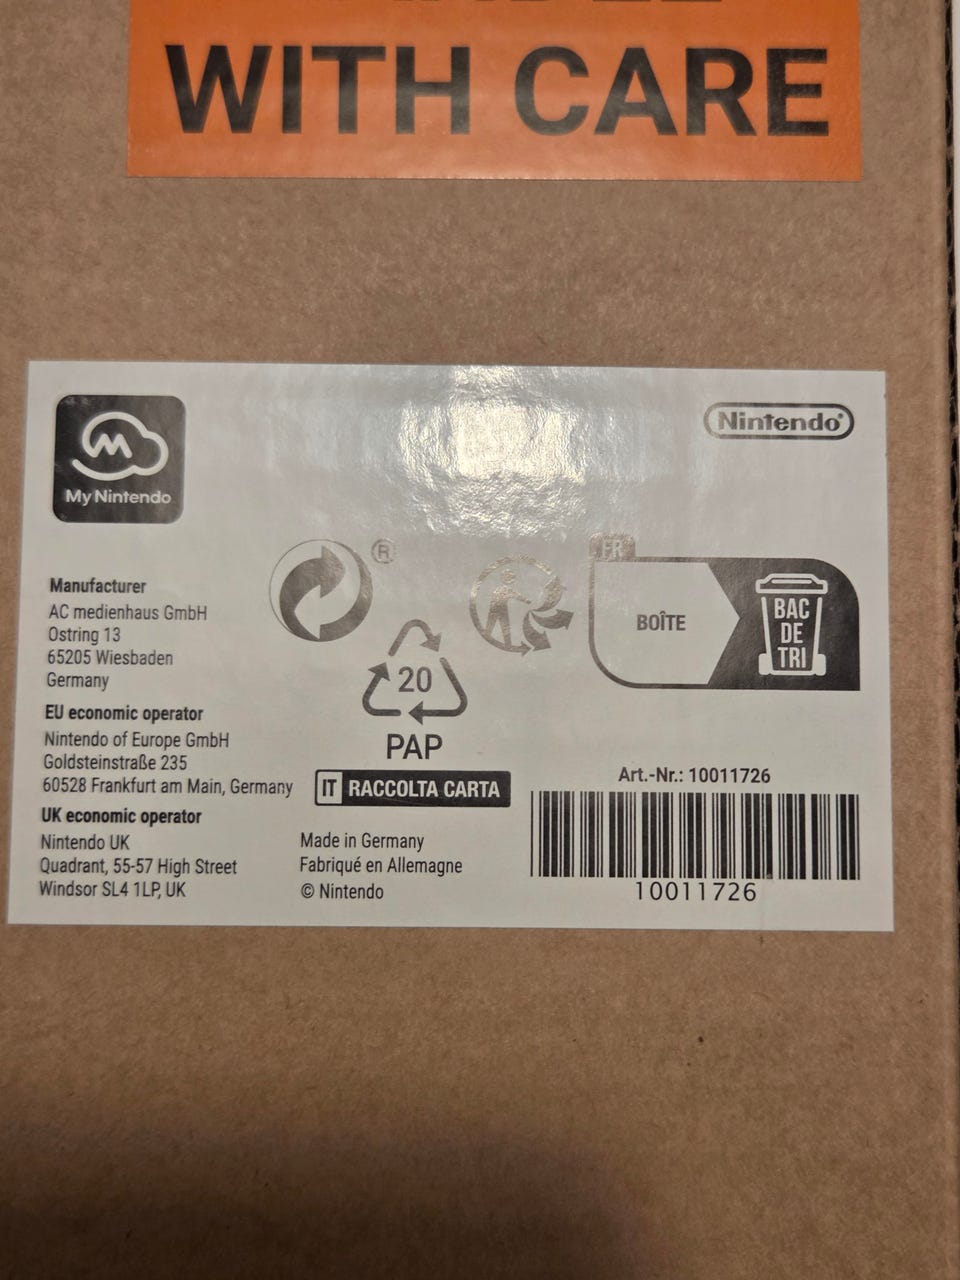 WITH CARE
My Nintendo
Nintendo®
Manufacturer
AC medienhaus GmbH
Ostring 13
65205 Wiesbaden
Germany
EU economic operator
Nintendo of Europe GmbH
Goldsteinstraße 235
60528 Frankfurt am Main, Germany
UK economic operator
Nintendo UK
Quadrant, 55-57 High Street
Windsor SL4 1LP, UK
®
20
PAP
IT RACCOLTA CARTA
Made in Germany
Fabriqué en Allemagne
© Nintendo
FR
BOÎTE
BAC
DE
TRI
Art.-Nr.: 10011726
10011726